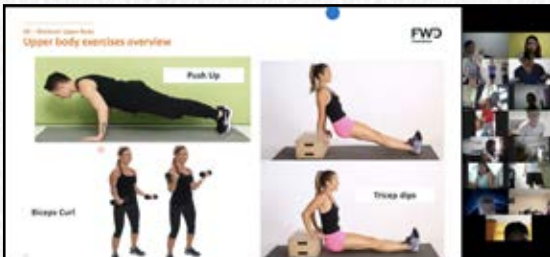 Upper body exercises overview
FWD
Push Up
Biceps Curl
Tricep dips